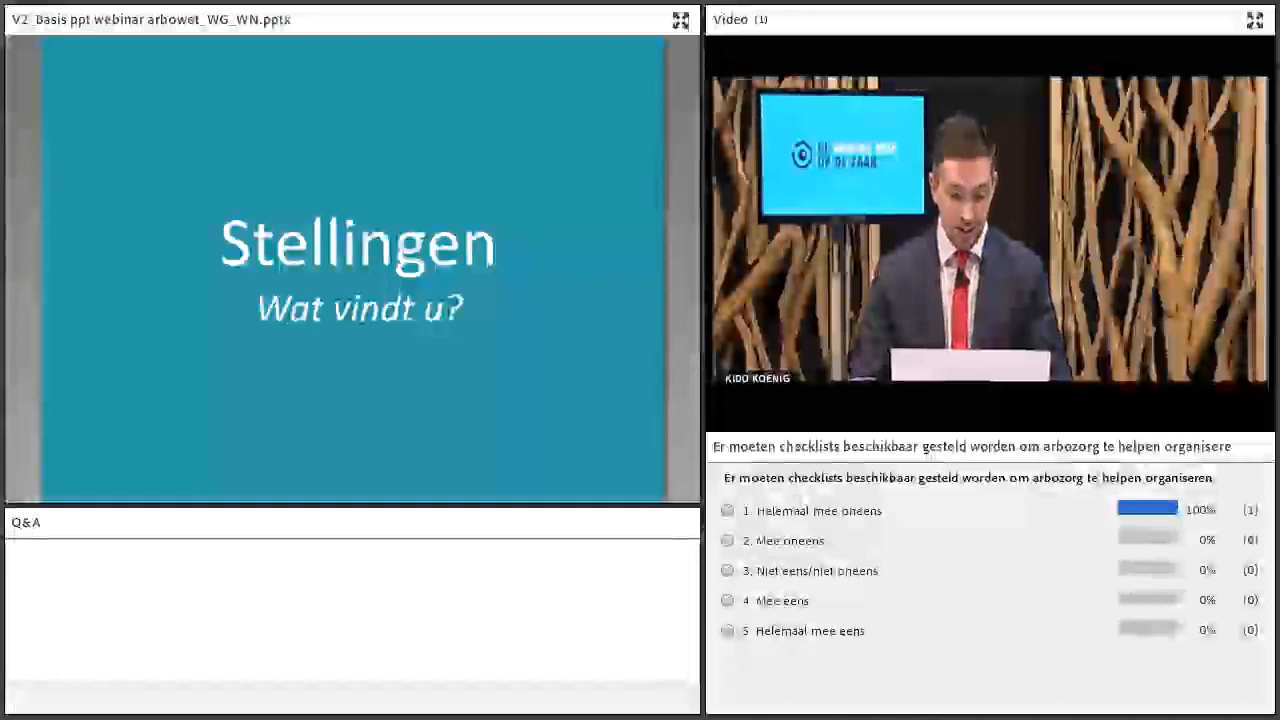 V2_Basis ppt webinar arbowet_WG_WN.pptx
Stellingen
Wat vindt u?
Q&A
Video (1)
OP DE ZAAK
KIDO KOENIG
Er moeten checklists beschikbaar gesteld worden om arbozorg te helpen organisere
Er moeten checklists beschikbaar gesteld worden om arbozorg te helpen organiseren
1. Helemaal mee oneens 100% (1)
2. Mee oneens 0% (0)
3. Niet eens/niet oneens 0% (0)
4. Mee eens 0% (0)
5. Helemaal mee eens 0% (0)